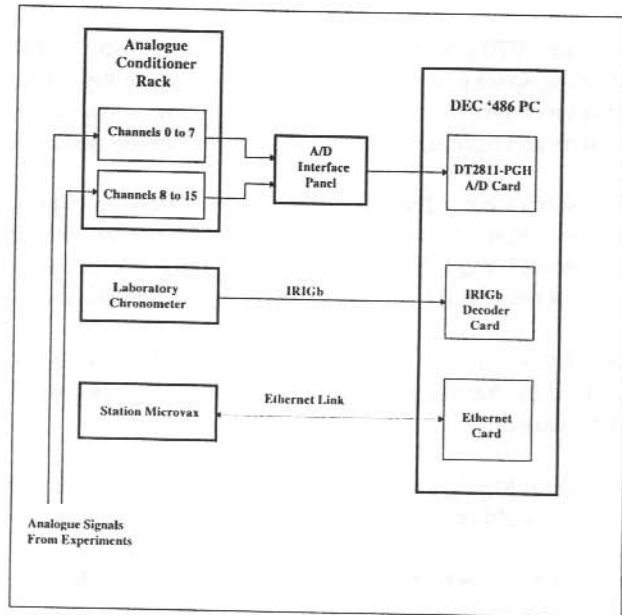 Analogue
Conditioner
Rack
Channels 0 to 7
Channels 8 to 15
A/D
Interface
Panel
DEC ‘486 PC
DT2811-PGH
A/D Card
Laboratory
Chronometer
IRIGb
IRIGb
Decoder
Card
Station Microvax
Ethernet Link
Ethernet
Card
Analogue Signals
From Experiments